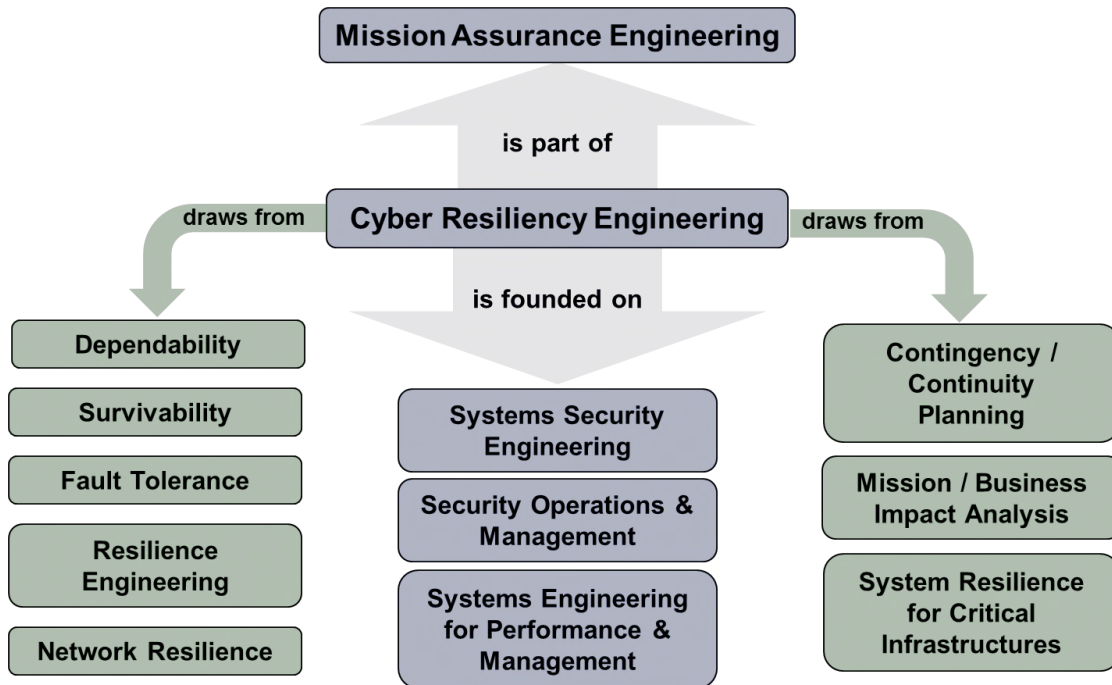 Mission Assurance Engineering
is part of
draws from
Cyber Resiliency Engineering
draws from
is founded on
Dependability
Survivability
Fault Tolerance
Resilience
Engineering
Network Resilience
Systems Security
Engineering
Security Operations &
Management
Systems Engineering
for Performance &
Management
Contingency /
Continuity
Planning
Mission / Business
Impact Analysis
System Resilience
for Critical
Infrastructures